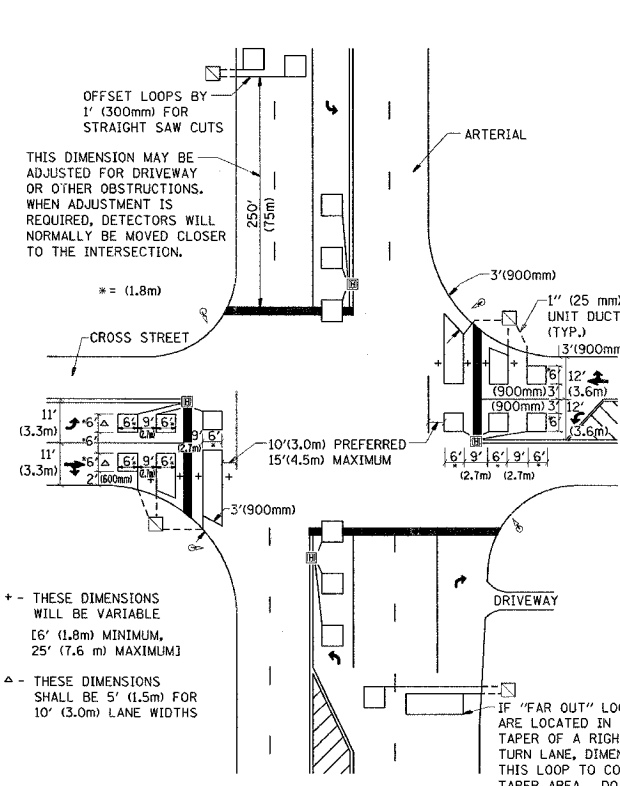 OFFSET LOOPS BY
1' (300mm) FOR
STRAIGHT SAW CUTS
THIS DIMENSION MAY BE
ADJUSTED FOR DRIVEWAY
OR OTHER OBSTRUCTIONS.
WHEN ADJUSTMENT IS
REQUIRED, DETECTORS WILL
NORMALLY BE MOVED CLOSER
TO THE INTERSECTION.
* = (1.8m)
250'
(75m)
ARTERIAL
3'(900mm)
1" (25 mm)
UNIT DUCT
(TYP.)
3'(900mm
CROSS STREET
H
+
+
+
6'
12'
(3.6m)
(900mm) 3'
(900mm) 3'
6'
12'
(3.6m)
H
6' 9' 6' 9' 6'
* * *
(2.7m) (2.7m)
H
11'
(3.3m)
*6' △ 6' 9' 6'
(2.7m)
*6'
9' 6'
(2.7m) *
11'
(3.3m)
*6' △ 6' 9' 6'
(2.7m)
2' (600mm)
+
+
+
10'(3.0m) PREFERRED
15'(4.5m) MAXIMUM
3'(900mm)
H
DRIVEWAY
+ - THESE DIMENSIONS
WILL BE VARIABLE
[6' (1.8m) MINIMUM,
25' (7.6 m) MAXIMUM]
△ - THESE DIMENSIONS
SHALL BE 5' (1.5m) FOR
10' (3.0m) LANE WIDTHS
IF "FAR OUT" LOO
ARE LOCATED IN
TAPER OF A RIGH
TURN LANE, DIMEN
THIS LOOP TO CO
TAPER AREA. DO